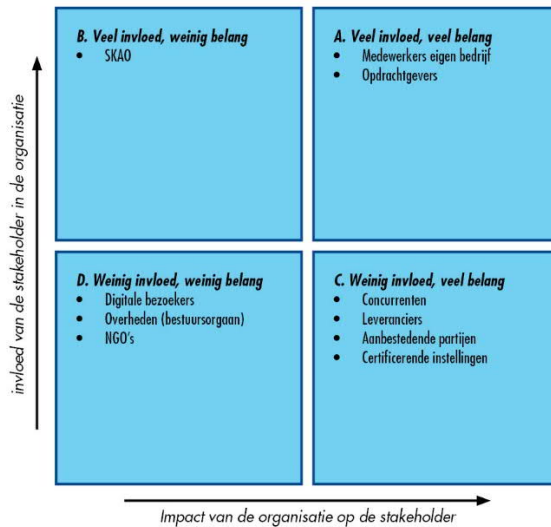 B. Veel invloed, weinig belang
• SKAO
A. Veel invloed, veel belang
• Medewerkers eigen bedrijf
• Opdrachtgevers
D. Weinig invloed, weinig belang
• Digitale bezoekers
• Overheden (bestuursorgaan)
• NGO's
C. Weinig invloed, veel belang
• Concurrenten
• Leveranciers
• Aanbestedende partijen
• Certificerende instellingen
invloed van de stakeholder in de organisatie
Impact van de organisatie op de stakeholder